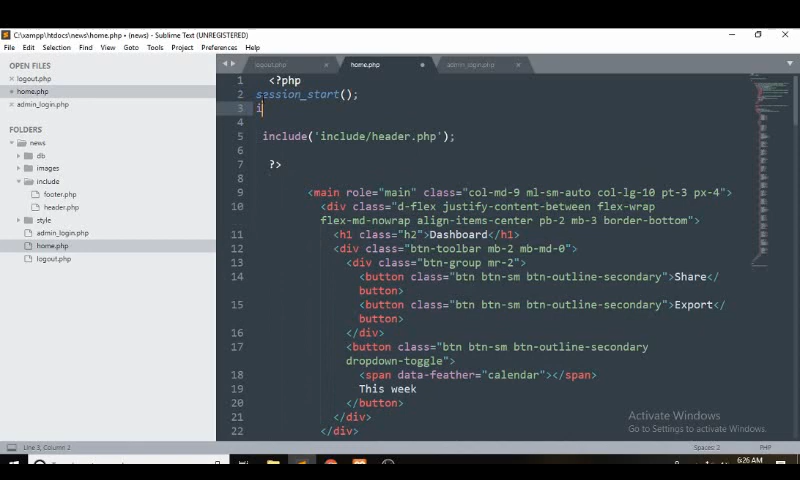 C:\xampp\htdocs\news\home.php • (news) - Sublime Text (UNREGISTERED)
File Edit Selection Find View Goto Tools Project Preferences Help
logout.php
home.php
admin_login.php
FOLDERS
news
db
images
include
footer.php
header.php
style
admin_login.php
home.php
logout.php
logout.php home.php admin_login.php
1 <?php
2 session_start();
3 i
4
5 include('include/header.php');
6
7 ?>
8
9 <main role="main" class="col-md-9 ml-sm-auto col-lg-10 pt-3 px-4">
10 <div class="d-flex justify-content-between flex-wrap
flex-md-nowrap align-items-center pb-2 mb-3 border-bottom">
11 <h1 class="h2">Dashboard</h1>
12 <div class="btn-toolbar mb-2 mb-md-0">
13 <div class="btn-group mr-2">
14 <button class="btn btn-sm btn-outline-secondary">Share</
button>
15 <button class="btn btn-sm btn-outline-secondary">Export</
button>
16 </div>
17 <button class="btn btn-sm btn-outline-secondary
dropdown-toggle">
18 <span data-feather="calendar"></span>
19 This week
20 </button>
21 </div>
22 </div>
Activate Windows
Go to Settings to activate Windows.
Line 3, Column 2 Spaces: 2 PHP
6:26 AM